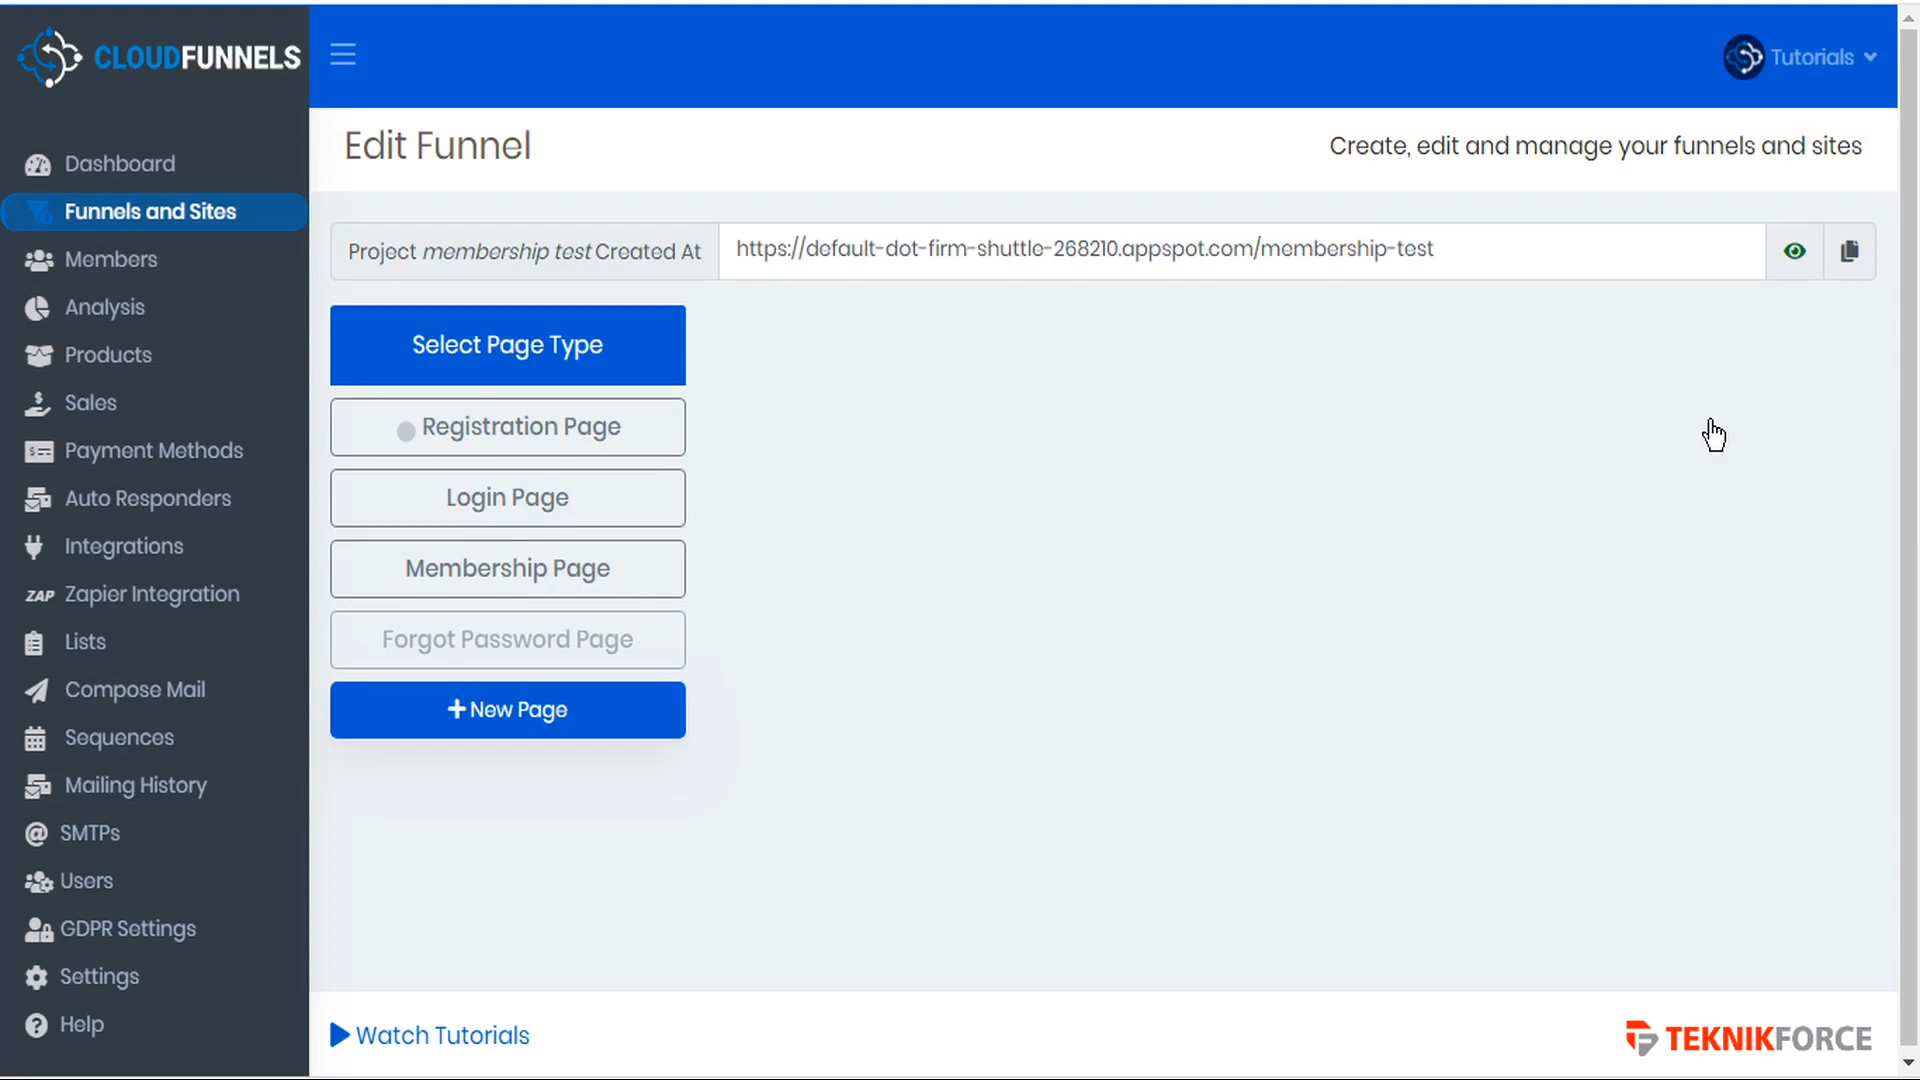 CLOUDFUNNELS
Tutorials
Edit Funnel
Create, edit and manage your funnels and sites
Dashboard
Funnels and Sites
Members
Analysis
Products
Sales
Payment Methods
Auto Responders
Integrations
ZAP Zapier Integration
Lists
Compose Mail
Sequences
Mailing History
SMTPs
Users
GDPR Settings
Settings
Help
Project membership test Created At
https://default-dot-firm-shuttle-268210.appspot.com/membership-test
Select Page Type
Registration Page
Login Page
Membership Page
Forgot Password Page
+ New Page
Watch Tutorials
TEKNIKFORCE